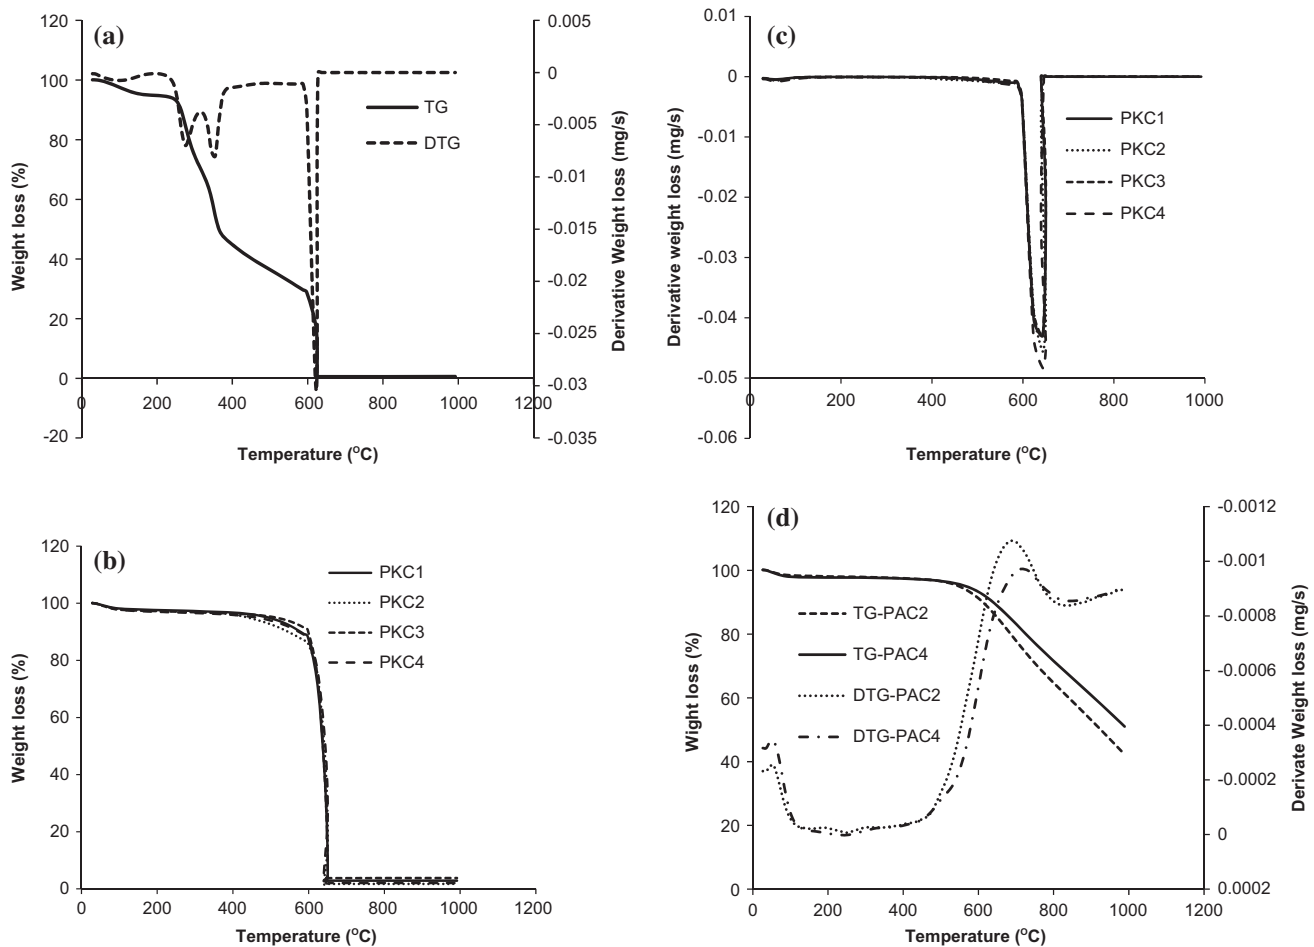 (a)
120
100
80
60
40
20
0
-20
Weight loss (%)
0 200 400 600 800 1000 1200
Temperature (°C)
0.005
0
-0.005
-0.01
-0.015
-0.02
-0.025
-0.03
-0.035
Derivative Weight loss (mg/s)
TG
DTG
(c)
0.01
0
-0.01
-0.02
-0.03
-0.04
-0.05
-0.06
Derivative weight loss (mg/s)
0 200 400 600 800 1000
Temperature (°C)
PKC1
PKC2
PKC3
PKC4
(b)
120
100
80
60
40
20
0
Weight loss (%)
0 200 400 600 800 1000 1200
Temperature (°C)
PKC1
PKC2
PKC3
PKC4
(d)
120
100
80
60
40
20
0
Wight loss (%)
0 200 400 600 800 1000 1200
Temperature (°C)
-0.0012
-0.001
-0.0008
-0.0006
-0.0004
-0.0002
0
0.0002
Derivate Weight loss (mg/s)
TG-PAC2
TG-PAC4
DTG-PAC2
DTG-PAC4